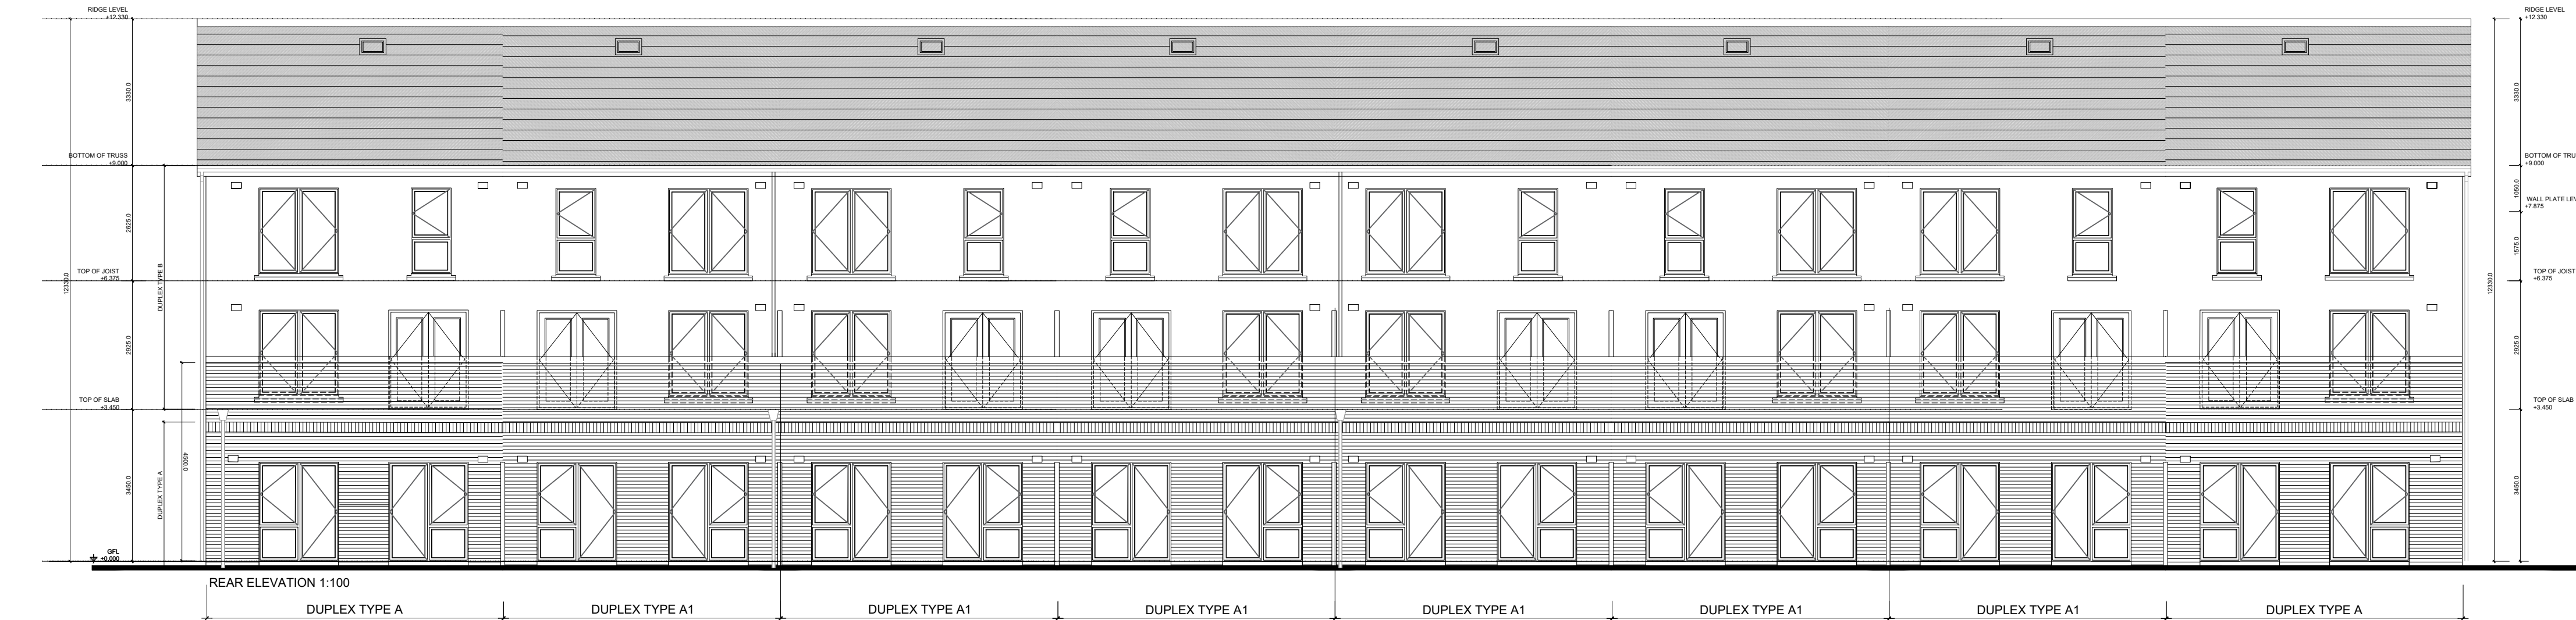 RIDGE LEVEL
+12.330
RIDGE LEVEL
+12.330
3330.0
3330.0
BOTTOM OF TRUSS
+9.000
BOTTOM OF TRU
+9.000
1050.0
WALL PLATE LEV
+7.875
2625.0
1575.0
DUPLEX TYPE B
TOP OF JOIST
+6.375
TOP OF JOIST
+6.375
12330.0
12330.0
2925.0
2925.0
TOP OF SLAB
+3.450
TOP OF SLAB
+3.450
4500.0
3450.0
DUPLEX TYPE A
3450.0
GFL
+0.000
REAR ELEVATION 1:100
DUPLEX TYPE A
DUPLEX TYPE A1
DUPLEX TYPE A1
DUPLEX TYPE A1
DUPLEX TYPE A1
DUPLEX TYPE A1
DUPLEX TYPE A1
DUPLEX TYPE A